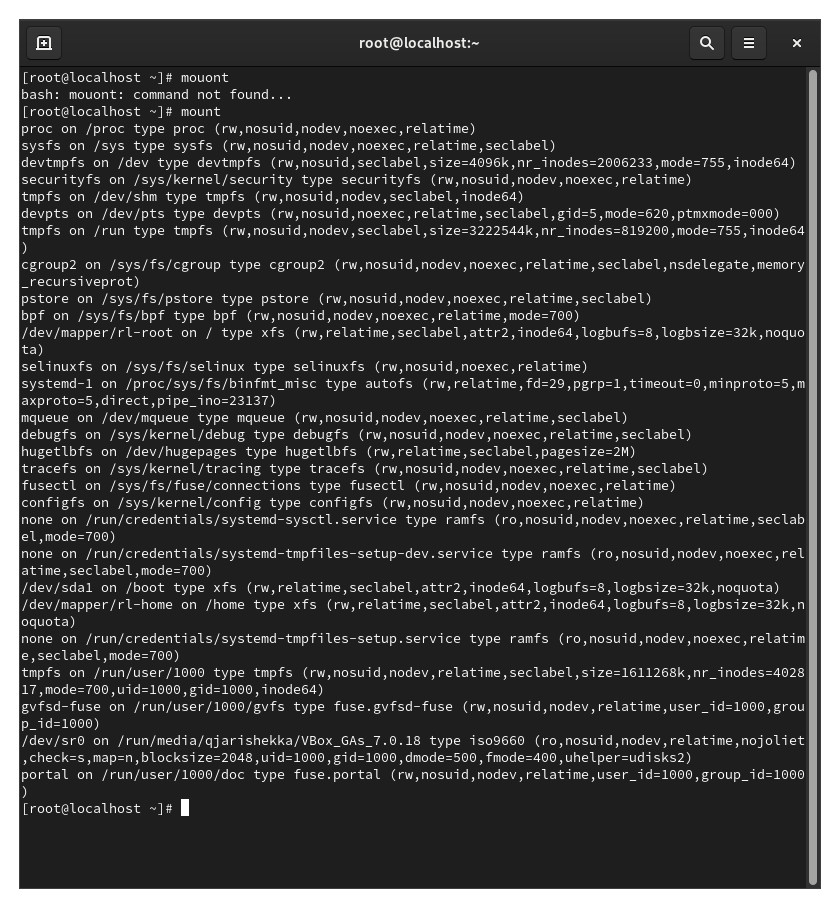 root@localhost:~
[root@localhost ~]# mouont
bash: mouont: command not found...
[root@localhost ~]# mount
proc on /proc type proc (rw,nosuid,nodev,noexec,relatime)
sysfs on /sys type sysfs (rw,nosuid,nodev,noexec,relatime,seclabel)
devtmpfs on /dev type devtmpfs (rw,nosuid,seclabel,size=4096k,nr_inodes=2006233,mode=755,inode64)
securityfs on /sys/kernel/security type securityfs (rw,nosuid,nodev,noexec,relatime)
tmpfs on /dev/shm type tmpfs (rw,nosuid,nodev,seclabel,inode64)
devpts on /dev/pts type devpts (rw,nosuid,noexec,relatime,seclabel,gid=5,mode=620,ptmxmode=000)
tmpfs on /run type tmpfs (rw,nosuid,nodev,seclabel,size=3222544k,nr_inodes=819200,mode=755,inode64
)
cgroup2 on /sys/fs/cgroup type cgroup2 (rw,nosuid,nodev,noexec,relatime,seclabel,nsdelegate,memory
_recursiveprot)
pstore on /sys/fs/pstore type pstore (rw,nosuid,nodev,noexec,relatime,seclabel)
bpf on /sys/fs/bpf type bpf (rw,nosuid,nodev,noexec,relatime,mode=700)
/dev/mapper/rl-root on / type xfs (rw,relatime,seclabel,attr2,inode64,logbufs=8,logbsize=32k,noquo
ta)
selinuxfs on /sys/fs/selinux type selinuxfs (rw,nosuid,noexec,relatime)
systemd-1 on /proc/sys/fs/binfmt_misc type autofs (rw,relatime,fd=29,pgrp=1,timeout=0,minproto=5,m
axproto=5,direct,pipe_ino=23137)
mqueue on /dev/mqueue type mqueue (rw,nosuid,nodev,noexec,relatime,seclabel)
debugfs on /sys/kernel/debug type debugfs (rw,nosuid,nodev,noexec,relatime,seclabel)
hugetlbfs on /dev/hugepages type hugetlbfs (rw,relatime,seclabel,pagesize=2M)
tracefs on /sys/kernel/tracing type tracefs (rw,nosuid,nodev,noexec,relatime,seclabel)
fusectl on /sys/fs/fuse/connections type fusectl (rw,nosuid,nodev,noexec,relatime)
configfs on /sys/kernel/config type configfs (rw,nosuid,nodev,noexec,relatime)
none on /run/credentials/systemd-sysctl.service type ramfs (ro,nosuid,nodev,noexec,relatime,seclab
el,mode=700)
none on /run/credentials/systemd-tmpfiles-setup-dev.service type ramfs (ro,nosuid,nodev,noexec,rel
atime,seclabel,mode=700)
/dev/sda1 on /boot type xfs (rw,relatime,seclabel,attr2,inode64,logbufs=8,logbsize=32k,noquota)
/dev/mapper/rl-home on /home type xfs (rw,relatime,seclabel,attr2,inode64,logbufs=8,logbsize=32k,n
oquota)
none on /run/credentials/systemd-tmpfiles-setup.service type ramfs (ro,nosuid,nodev,noexec,relatim
e,seclabel,mode=700)
tmpfs on /run/user/1000 type tmpfs (rw,nosuid,nodev,relatime,seclabel,size=1611268k,nr_inodes=4028
17,mode=700,uid=1000,gid=1000,inode64)
gvfsd-fuse on /run/user/1000/gvfs type fuse.gvfsd-fuse (rw,nosuid,nodev,relatime,user_id=1000,grou
p_id=1000)
/dev/sr0 on /run/media/qjarishekka/VBox_GAs_7.0.18 type iso9660 (ro,nosuid,nodev,relatime,nojoliet
,check=s,map=n,blocksize=2048,uid=1000,gid=1000,dmode=500,fmode=400,uhelper=udisks2)
portal on /run/user/1000/doc type fuse.portal (rw,nosuid,nodev,relatime,user_id=1000,group_id=1000
)
[root@localhost ~]#